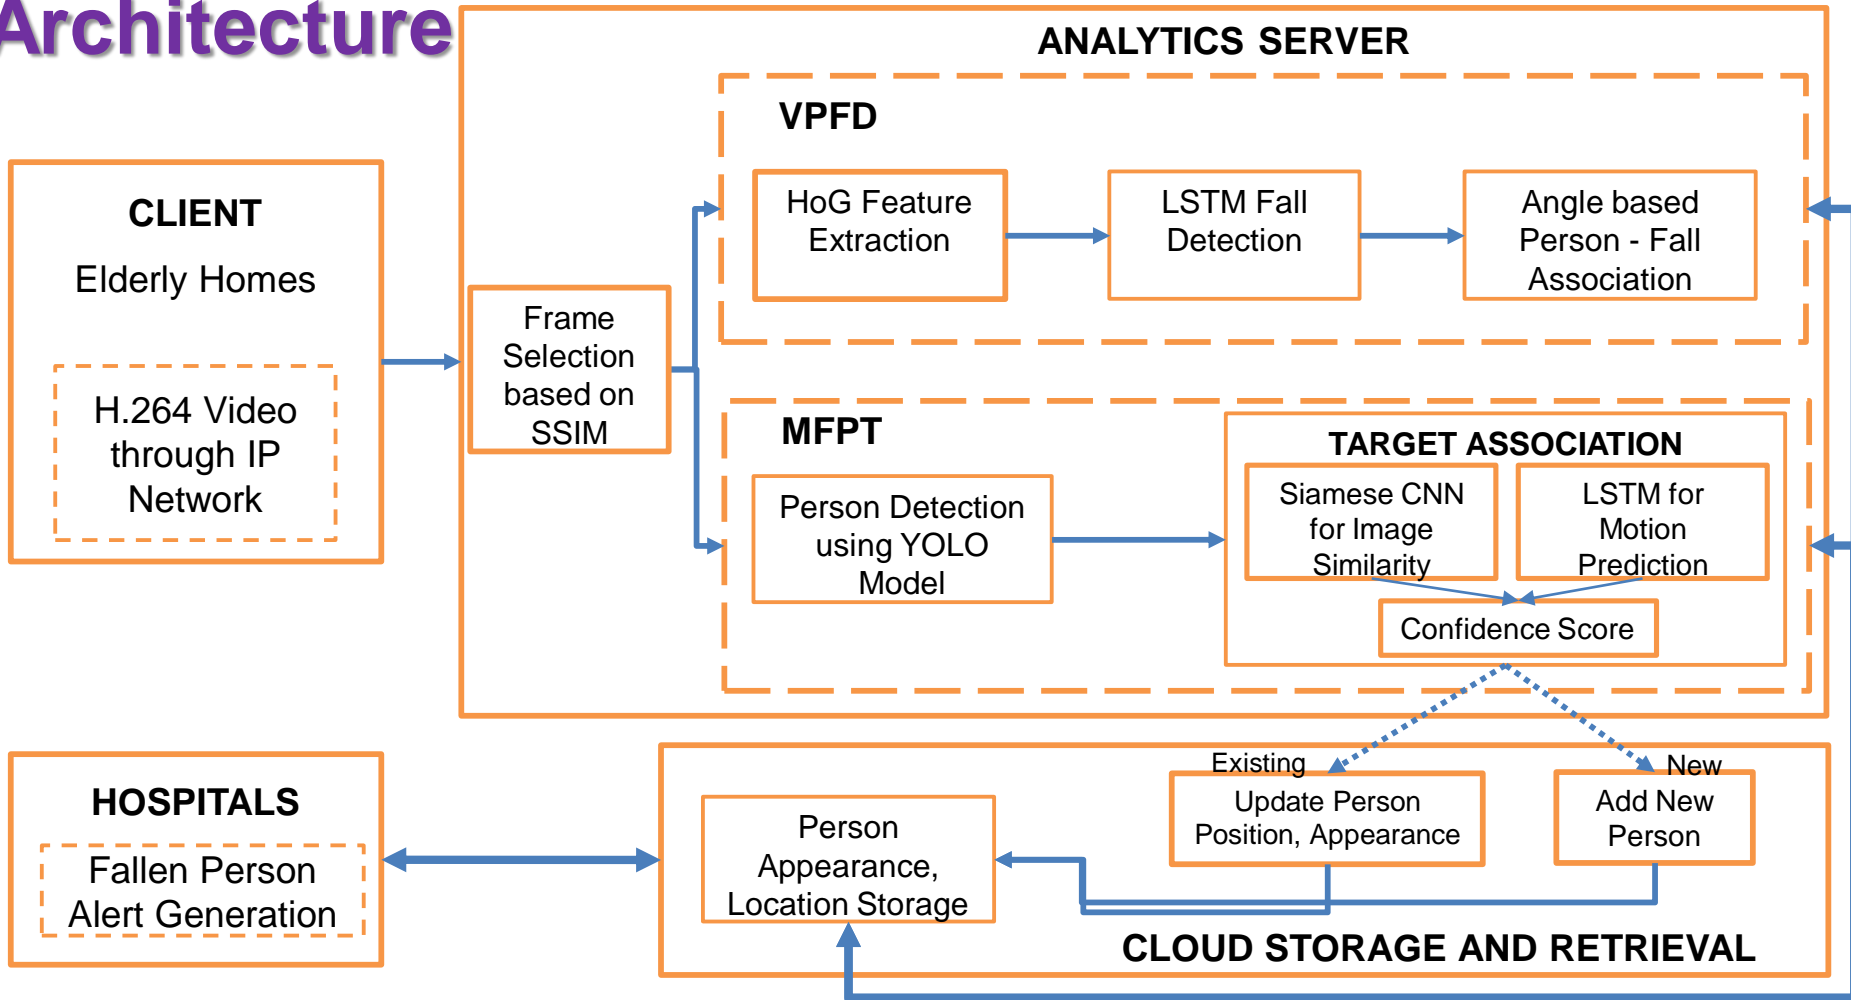 Architecture
ANALYTICS SERVER
VPFD
HoG Feature
Extraction
LSTM Fall
Detection
Angle based
Person - Fall
Association
CLIENT
Elderly Homes
H.264 Video
through IP
Network
Frame
Selection
based on
SSIM
MFPT
Person Detection
using YOLO
Model
TARGET ASSOCIATION
Siamese CNN
for Image
Similarity
LSTM for
Motion
Prediction
Confidence Score
HOSPITALS
Fallen Person
Alert Generation
Person
Appearance,
Location Storage
Existing
Update Person
Position, Appearance
New
Add New
Person
CLOUD STORAGE AND RETRIEVAL